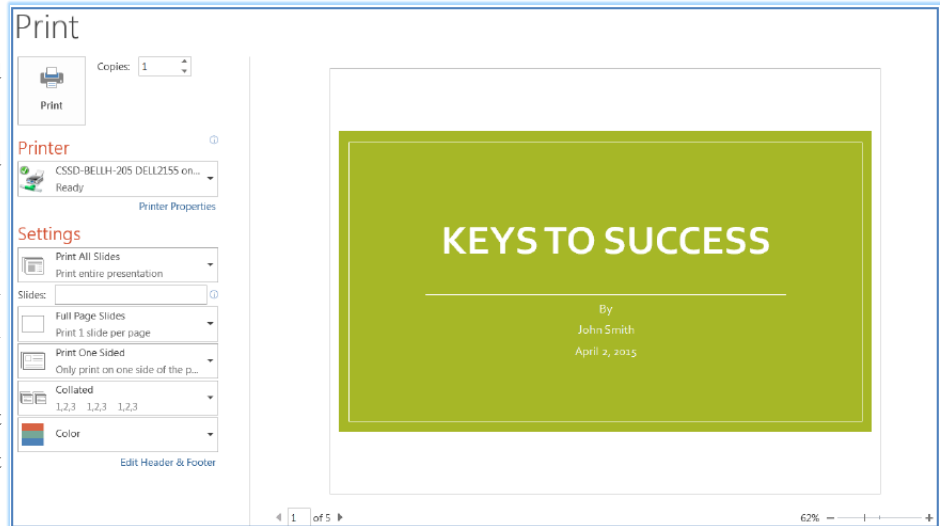 Print
Copies: 1
Print
Printer
CSSD-BELLH-205 DELL2155 on...
Ready
Printer Properties
Settings
Print All Slides
Print entire presentation
Slides:
Full Page Slides
Print 1 slide per page
Print One Sided
Only print on one side of the p...
Collated
1,2,3 1,2,3 1,2,3
Color
Edit Header & Footer
KEYS TO SUCCESS
By
John Smith
April 2, 2015
1 of 5
62%